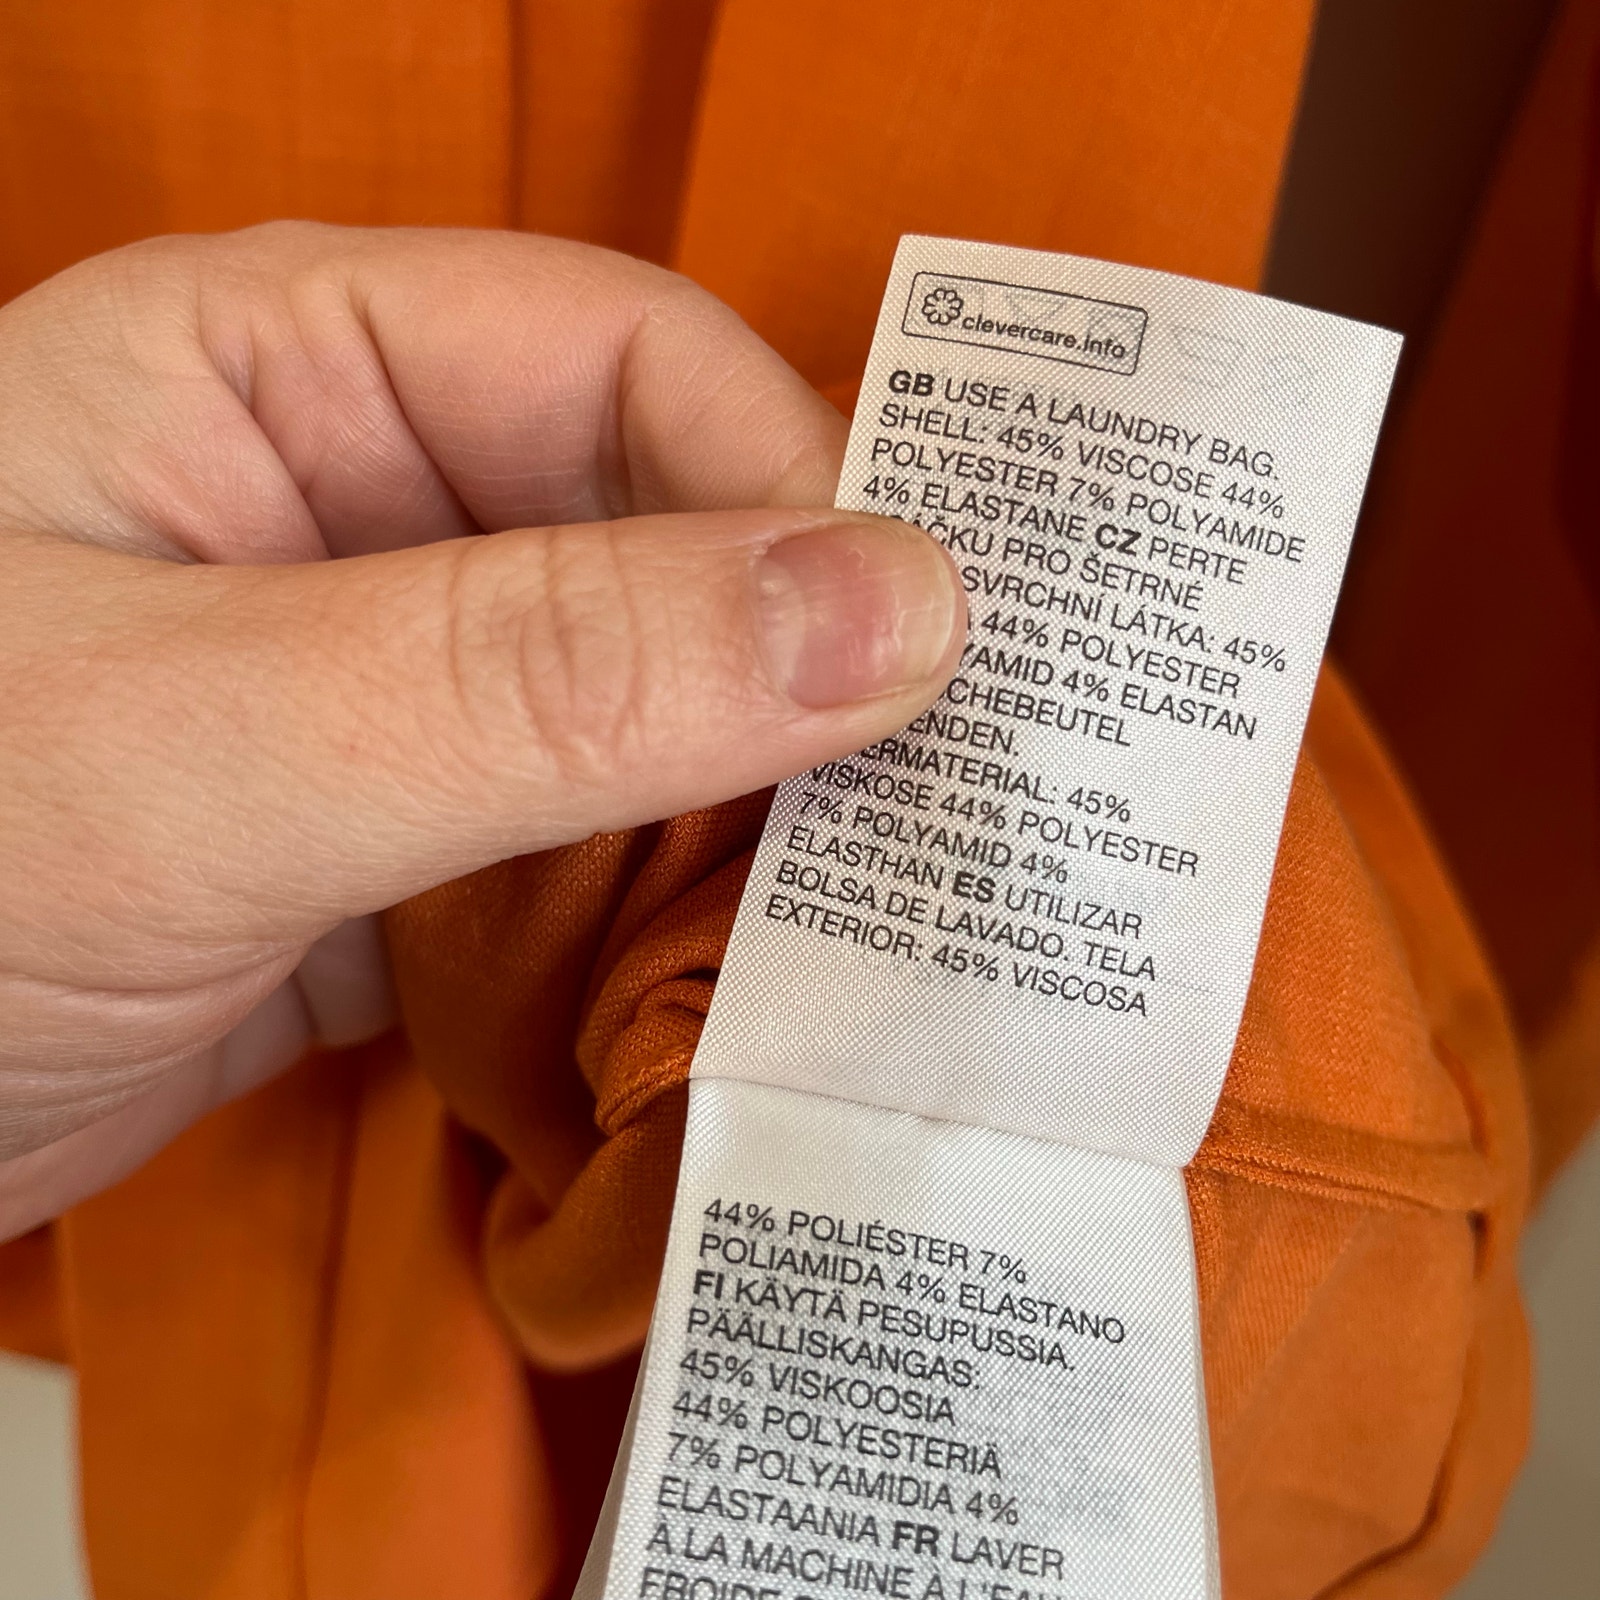 clevercare.info
GB USE A LAUNDRY BAG.
SHELL: 45% VISCOSE 44%
POLYESTER 7% POLYAMIDE
4% ELASTANE CZ PERTE
PRO ŠETRNÉ
SVRCHNÍ LÁTKA: 45%
44% POLYESTER
4% ELASTAN
45%
VISKOSE 44% POLYESTER
7% POLYAMID 4%
ELASTHAN ES UTILIZAR
BOLSA DE LAVADO. TELA
EXTERIOR: 45% VISCOSA
44% POLIÉSTER 7%
POLIAMIDA 4% ELASTANO
FI KÄYTÄ PESUPUSSIA.
PÄÄLLISKANGAS:
45% VISKOOSIA
44% POLYESTERIÄ
7% POLYAMIDIA 4%
ELASTAANIA FR LAVER
À LA MACHINE À L'EAU